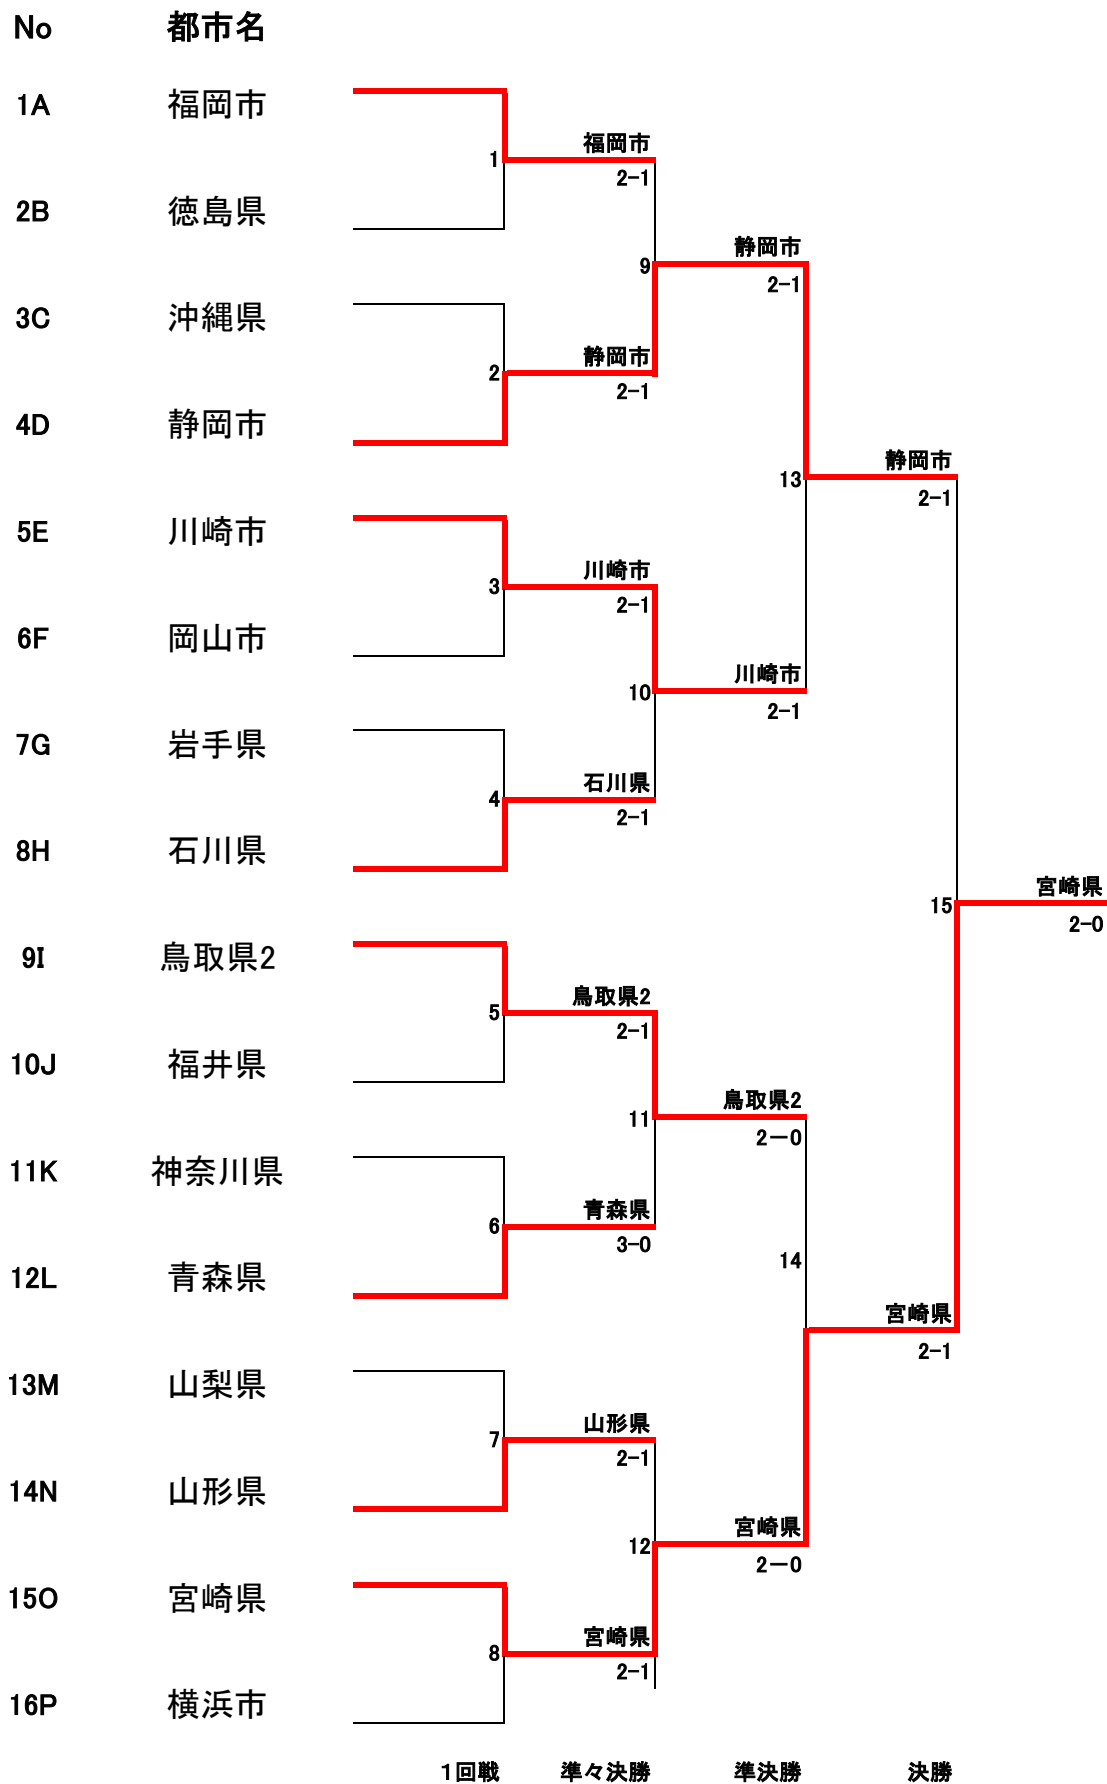 No 都市名
1A 福岡市
福岡市
1
2-1
2B 徳島県
静岡市
9
2-1
3C 沖縄県
静岡市
2
2-1
4D 静岡市
静岡市
13
2-1
5E 川崎市
川崎市
3
2-1
6F 岡山市
川崎市
10
2-1
7G 岩手県
石川県
4
2-1
8H 石川県
宮崎県
15
2-0
9I 鳥取県2
鳥取県2
5
2-1
10J 福井県
鳥取県2
11
2－0
11K 神奈川県
青森県
6
3-0
14
12L 青森県
宮崎県
2-1
13M 山梨県
山形県
7
2-1
14N 山形県
宮崎県
12
2－0
15O 宮崎県
宮崎県
8
2-1
16P 横浜市
1回戦 準々決勝 準決勝 決勝